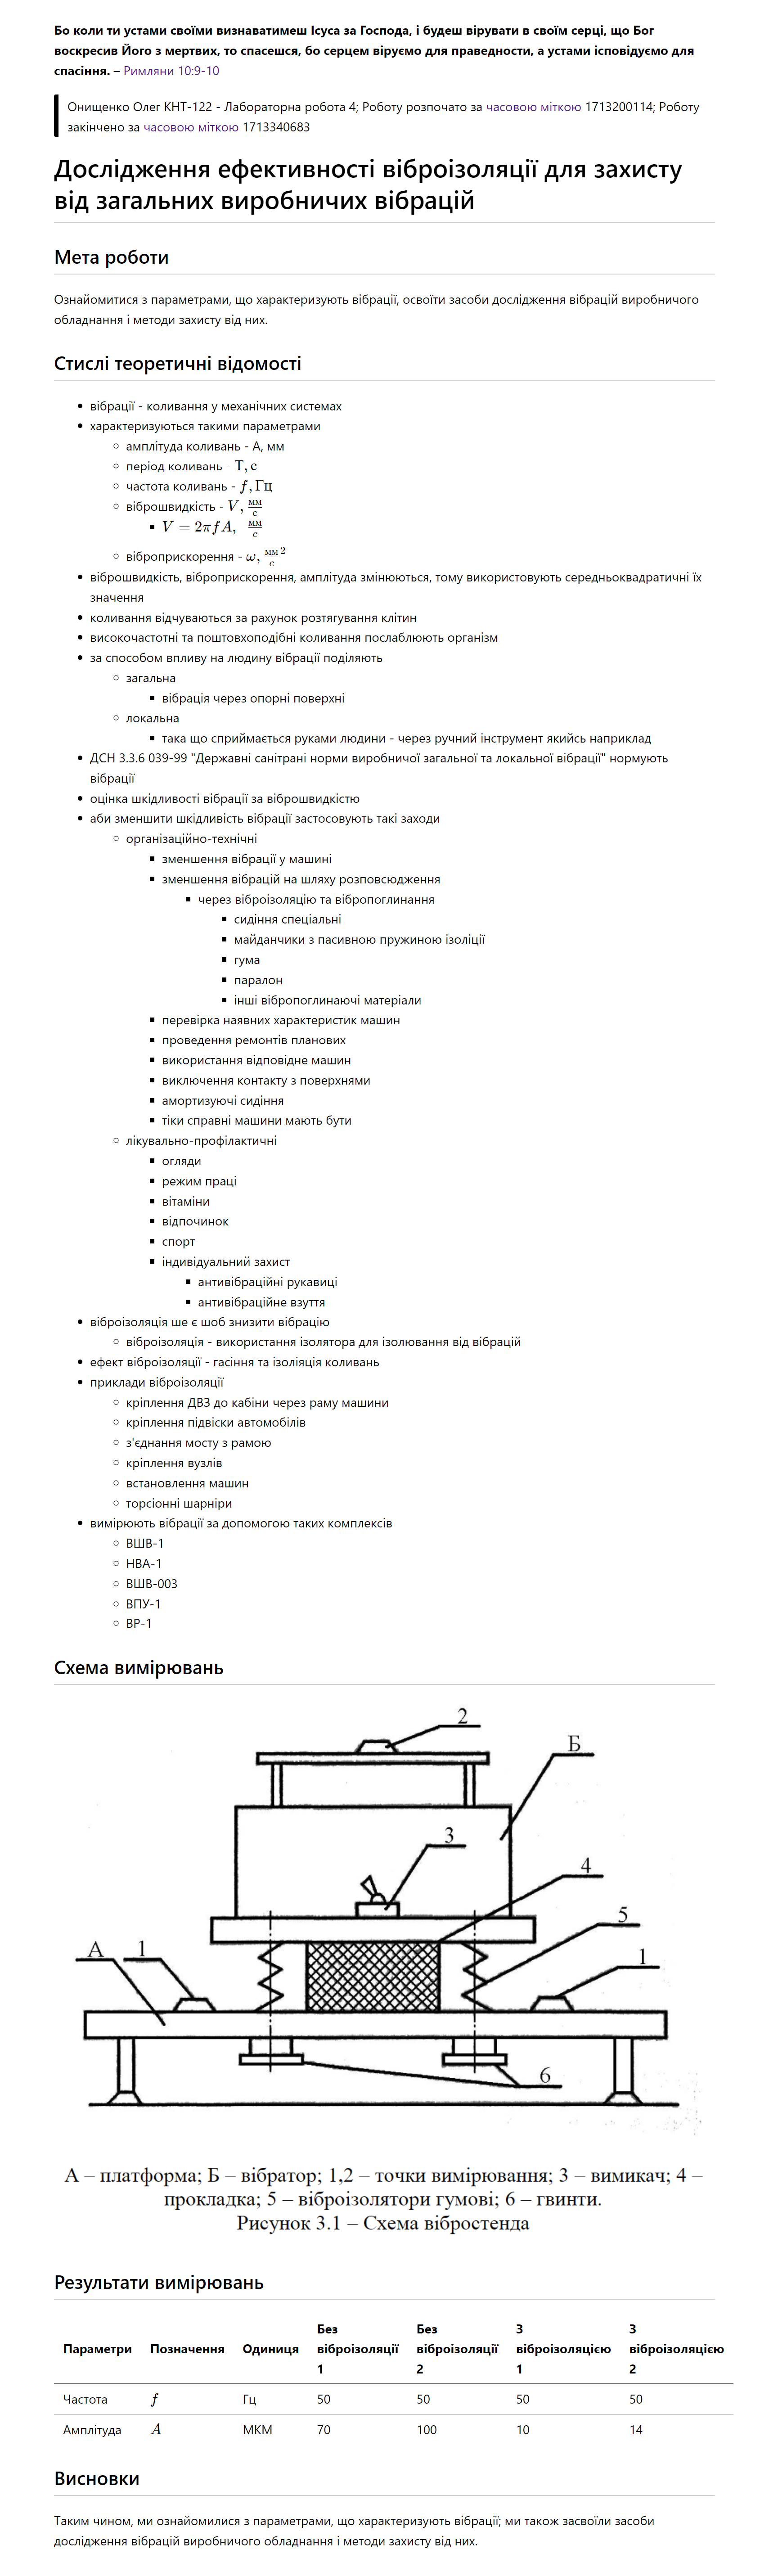 Бо коли ти устами своїми визнаватимеш Ісуса за Господа, і будеш вірувати в своїм серці, що Бог
воскресив Його з мертвих, то спасешся, бо серцем віруємо для праведности, а устами ісповідуємо для
спасіння. – Римляни 10:9-10
Онищенко Олег КНТ-122 - Лабораторна робота 4; Роботу розпочато за часовою міткою 1713200114; Роботу
закінчено за часовою міткою 1713340683
Дослідження ефективності віброізоляції для захисту
від загальних виробничих вібрацій
Мета роботи
Ознайомитися з параметрами, що характеризують вібрації, освоїти засоби дослідження вібрацій виробничого
обладнання і методи захисту від них.
Стислі теоретичні відомості
вібрації - коливання у механічних системах
характеризуються такими параметрами
амплітуда коливань - А, мм
період коливань - T, c
частота коливань - f, Гц
віброшвидкість - V, мм/с
V = 2πfA, мм/c
віброприскорення - ω, мм/c²
віброшвидкість, віброприскорення, амплітуда змінюються, тому використовують середньоквадратичні їх
значення
коливання відчуваються за рахунок розтягування клітин
високочастотні та поштовхоподібні коливання послаблюють організм
за способом впливу на людину вібрації поділяють
загальна
вібрація через опорні поверхні
локальна
така що сприймається руками людини - через ручний інструмент якийсь наприклад
ДСН 3.3.6 039-99 "Державні санітрані норми виробничої загальної та локальної вібрації" нормують
вібрації
оцінка шкідливості вібрації за віброшвидкістю
аби зменшити шкідливість вібрації застосовують такі заходи
організаційно-технічні
зменшення вібрації у машині
зменшення вібрацій на шляху розповсюдження
через віброізоляцію та вібропоглинання
сидіння спеціальні
майданчики з пасивною пружиною ізоліції
гума
паралон
інші вібропоглинаючі матеріали
перевірка наявних характеристик машин
проведення ремонтів планових
використання відповідне машин
виключення контакту з поверхнями
амортизуючі сидіння
тіки справні машини мають бути
лікувально-профілактичні
огляди
режим праці
вітаміни
відпочинок
спорт
індивідуальний захист
антивібраційні рукавиці
антивібраційне взуття
віброізоляція ше є шоб знизити вібрацію
віброізоляція - використання ізолятора для ізолювання від вібрацій
ефект віброізоляції - гасіння та ізоліяція коливань
приклади віброізоляції
кріплення ДВЗ до кабіни через раму машини
кріплення підвіски автомобілів
з'єднання мосту з рамою
кріплення вузлів
встановлення машин
торсіонні шарніри
вимірюють вібрації за допомогою таких комплексів
ВШВ-1
НВА-1
ВШВ-003
ВПУ-1
ВР-1
Схема вимірювань
2
Б
3
4
5
А 1
1
6
А – платформа; Б – вібратор; 1,2 – точки вимірювання; 3 – вимикач; 4 –
прокладка; 5 – віброізолятори гумові; 6 – гвинти.
Рисунок 3.1 – Схема вібростенда
Результати вимірювань
Параметри Позначення Одиниця Без віброізоляції 1 Без віброізоляції 2 З віброізоляцією 1 З віброізоляцією 2
Частота f Гц 50 50 50 50
Амплітуда A МКМ 70 100 10 14
Висновки
Таким чином, ми ознайомилися з параметрами, що характеризують вібрації; ми також засвоїли засоби
дослідження вібрацій виробничого обладнання і методи захисту від них.